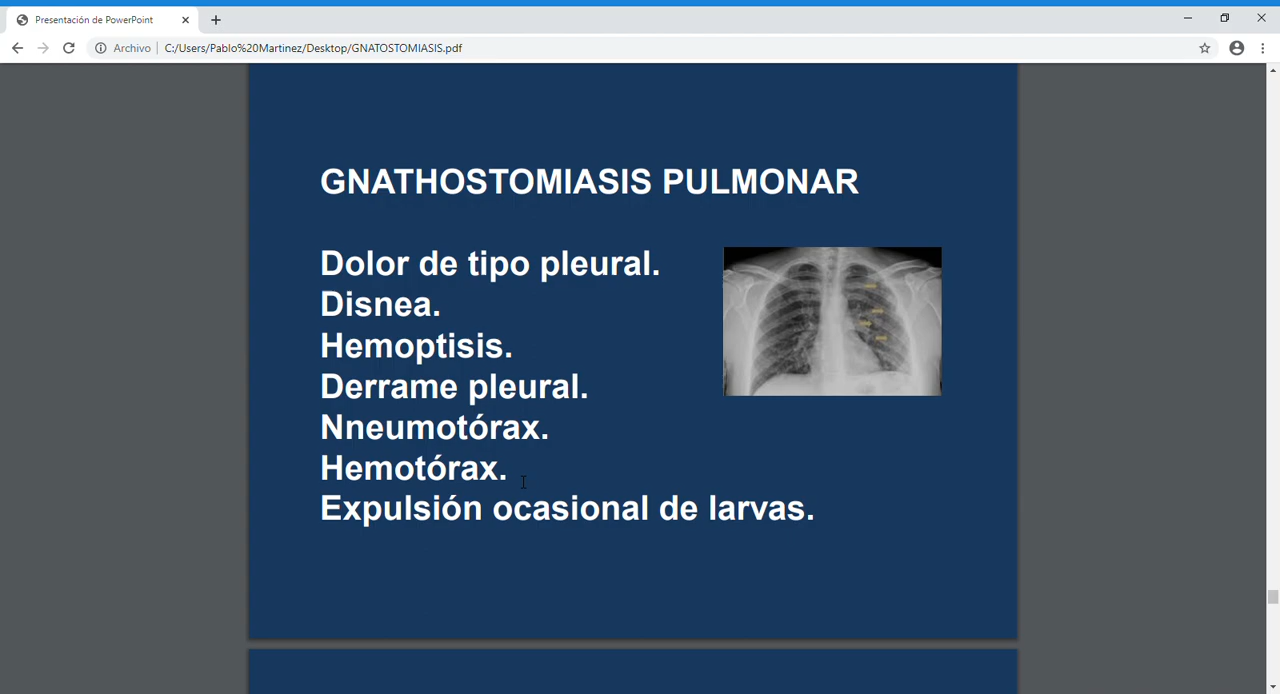 Presentación de PowerPoint
Archivo | C:/Users/Pablo%20Martinez/Desktop/GNATOSTOMIASIS.pdf
GNATHOSTOMIASIS PULMONAR
Dolor de tipo pleural.
Disnea.
Hemoptisis.
Derrame pleural.
Nneumotórax.
Hemotórax.
Expulsión ocasional de larvas.